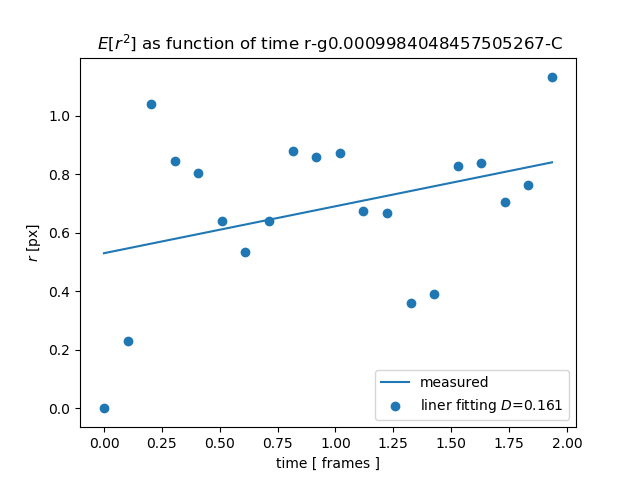 E[r²] as function of time r-g0.0009984048457505267-C
1.0
0.8
0.6
0.4
0.2
0.0
r [px]
measured
liner fitting D=0.161
0.00 0.25 0.50 0.75 1.00 1.25 1.50 1.75 2.00
time [ frames ]